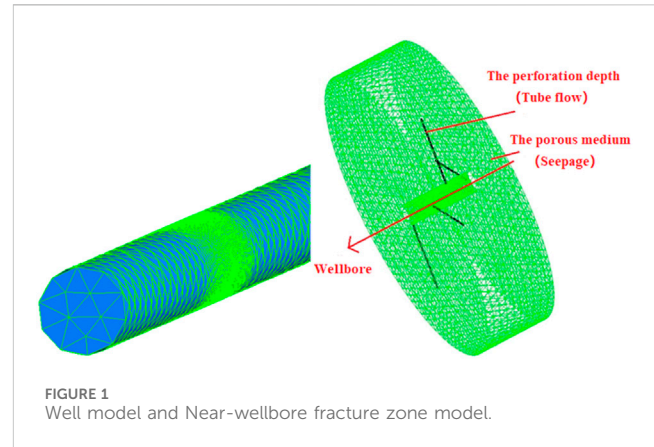 The perforation depth
(Tube flow)
The porous medium
(Seepage)
Wellbore
FIGURE 1
Well model and Near-wellbore fracture zone model.